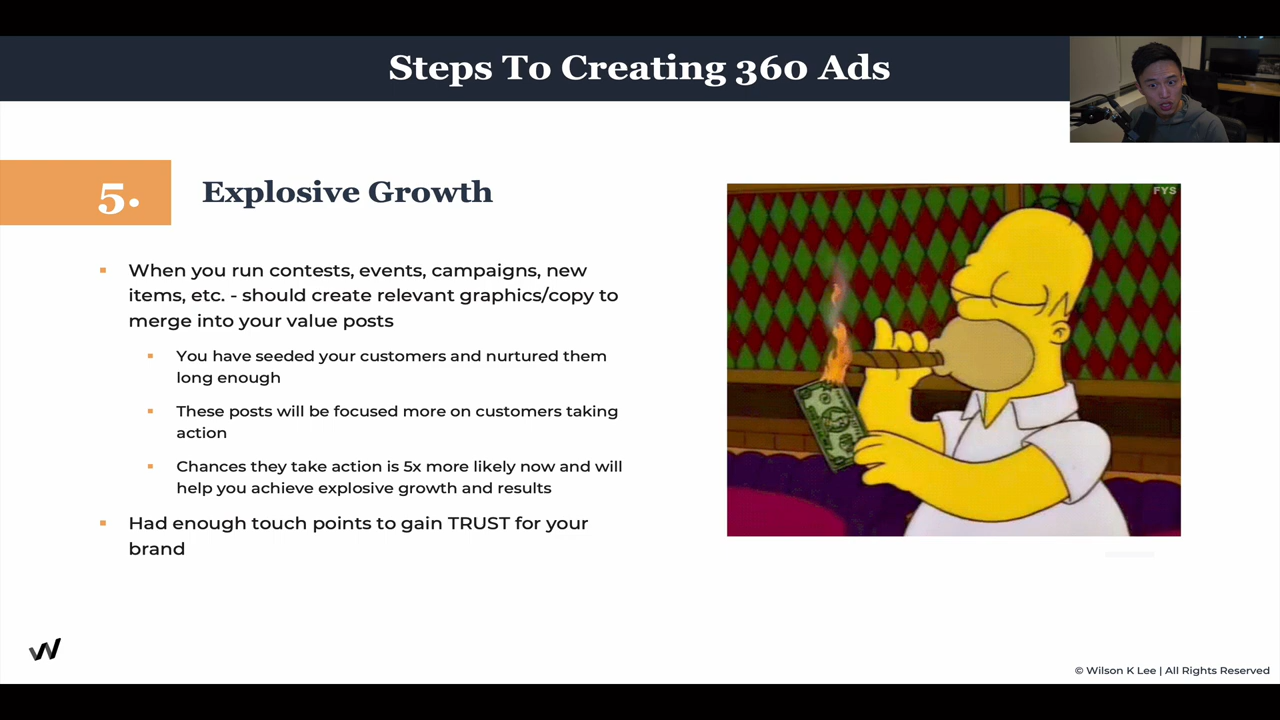 Steps To Creating 360 Ads
5.
Explosive Growth
FYS
When you run contests, events, campaigns, new
items, etc. - should create relevant graphics/copy to
merge into your value posts
You have seeded your customers and nurtured them
long enough
These posts will be focused more on customers taking
action
Chances they take action is 5x more likely now and will
help you achieve explosive growth and results
Had enough touch points to gain TRUST for your
brand
W
© Wilson K Lee | All Rights Reserved